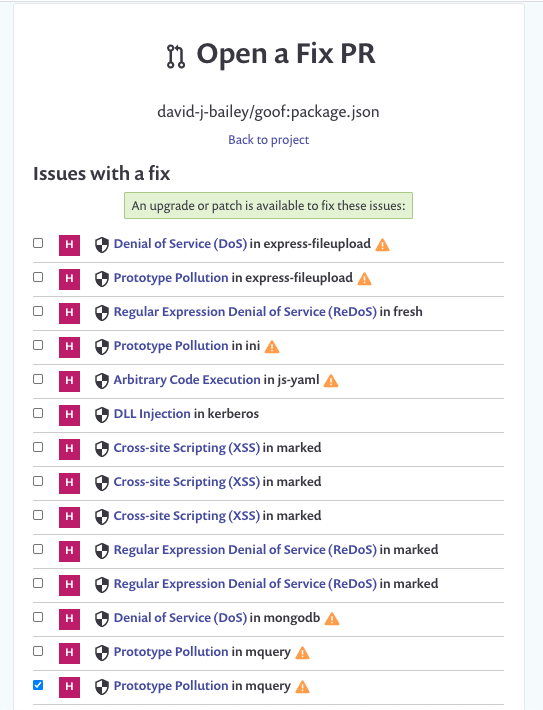 Open a Fix PR
david-j-bailey/goof:package.json
Back to project
Issues with a fix
An upgrade or patch is available to fix these issues:
H Denial of Service (DoS) in express-fileupload
H Prototype Pollution in express-fileupload
H Regular Expression Denial of Service (ReDoS) in fresh
H Prototype Pollution in ini
H Arbitrary Code Execution in js-yaml
H DLL Injection in kerberos
H Cross-site Scripting (XSS) in marked
H Cross-site Scripting (XSS) in marked
H Cross-site Scripting (XSS) in marked
H Regular Expression Denial of Service (ReDoS) in marked
H Regular Expression Denial of Service (ReDoS) in marked
H Denial of Service (DoS) in mongodb
H Prototype Pollution in mquery
H Prototype Pollution in mquery